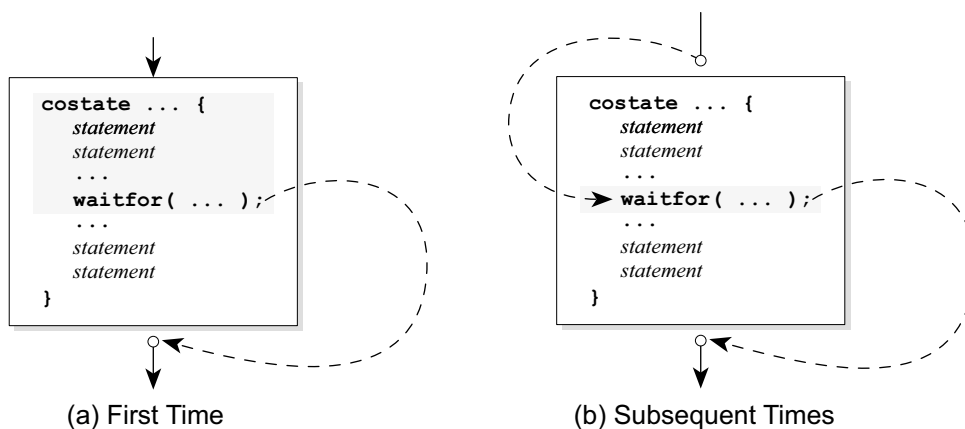 costate ... {
statement
statement
...
waitfor( ... );
...
statement
statement
}
(a) First Time
costate ... {
statement
statement
...
waitfor( ... );
...
statement
statement
}
(b) Subsequent Times